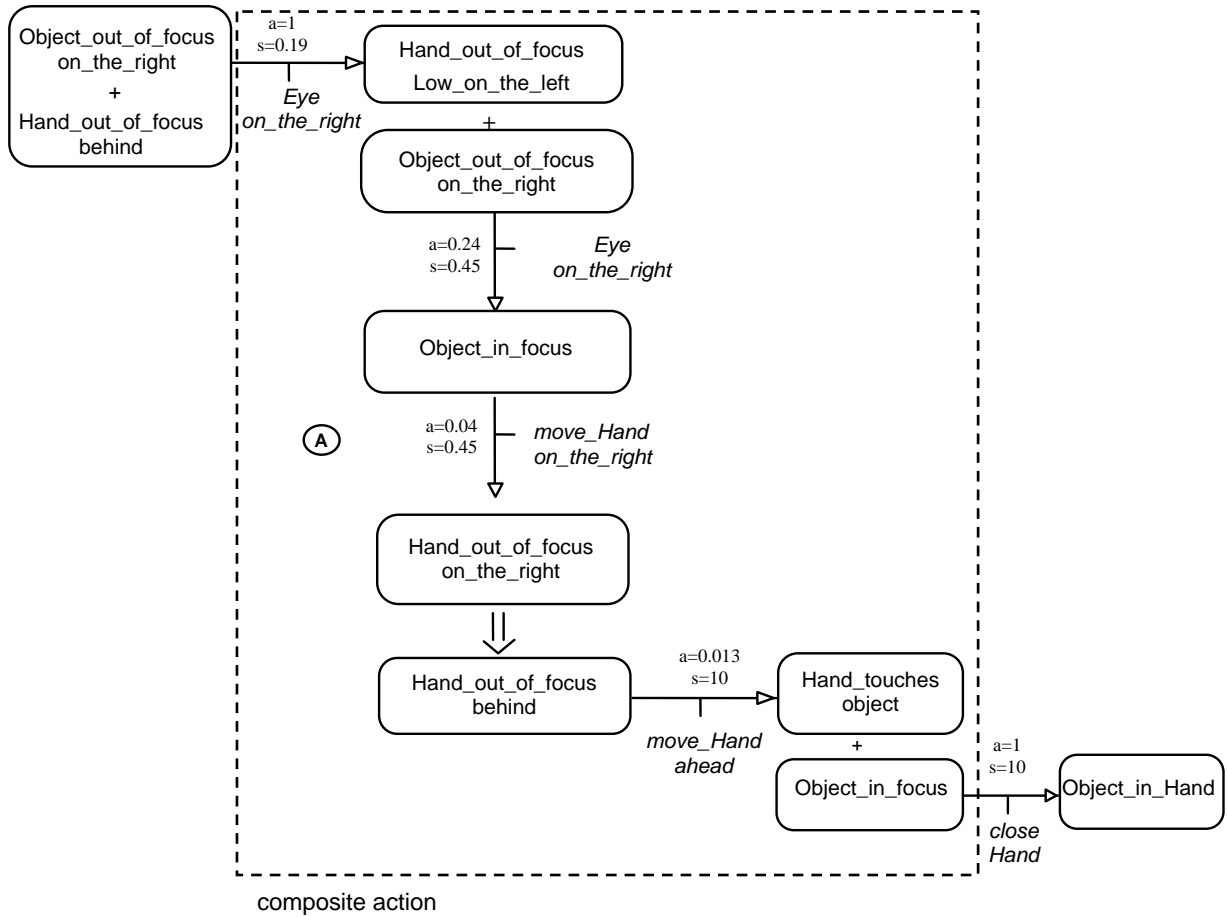 Object_out_of_focus
on_the_right
+
Hand_out_of_focus
behind
a=1
s=0.19
Eye
on_the_right
Hand_out_of_focus
Low_on_the_left
+
Object_out_of_focus
on_the_right
a=0.24
s=0.45
Eye
on_the_right
Object_in_focus
A
a=0.04
s=0.45
move_Hand
on_the_right
Hand_out_of_focus
on_the_right
Hand_out_of_focus
behind
a=0.013
s=10
move_Hand
ahead
Hand_touches
object
+
Object_in_focus
a=1
s=10
close
Hand
Object_in_Hand
composite action